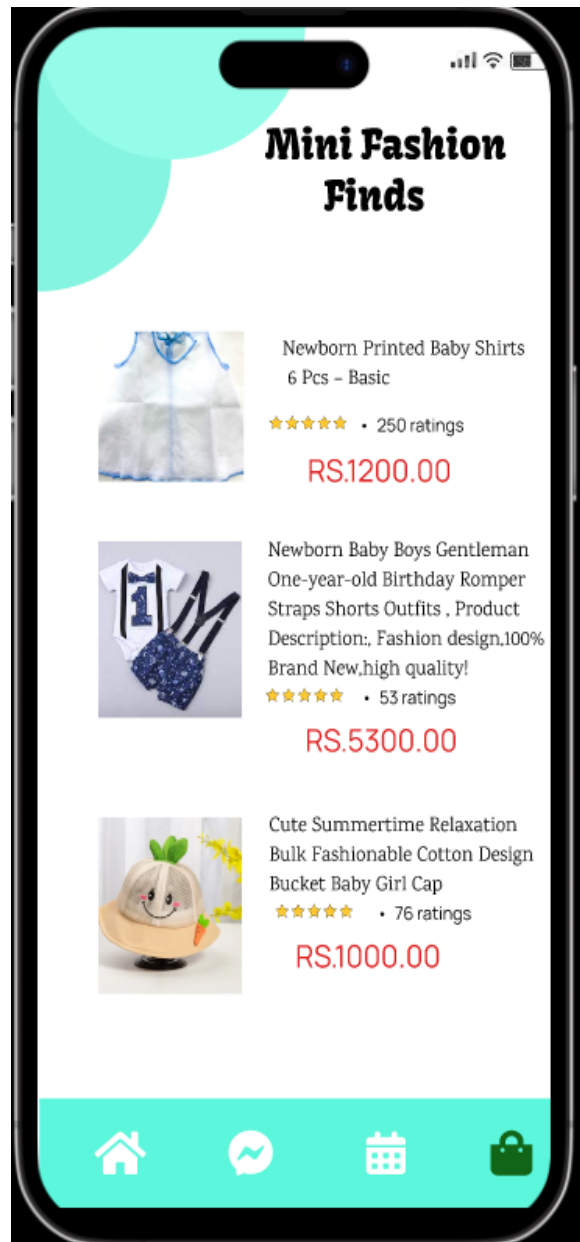 Mini Fashion
Finds
Newborn Printed Baby Shirts
6 Pcs – Basic
• 250 ratings
RS.1200.00
1
Newborn Baby Boys Gentleman
One-year-old Birthday Romper
Straps Shorts Outfits , Product
Description:, Fashion design,100%
Brand New,high quality!
• 53 ratings
RS.5300.00
Cute Summertime Relaxation
Bulk Fashionable Cotton Design
Bucket Baby Girl Cap
• 76 ratings
RS.1000.00